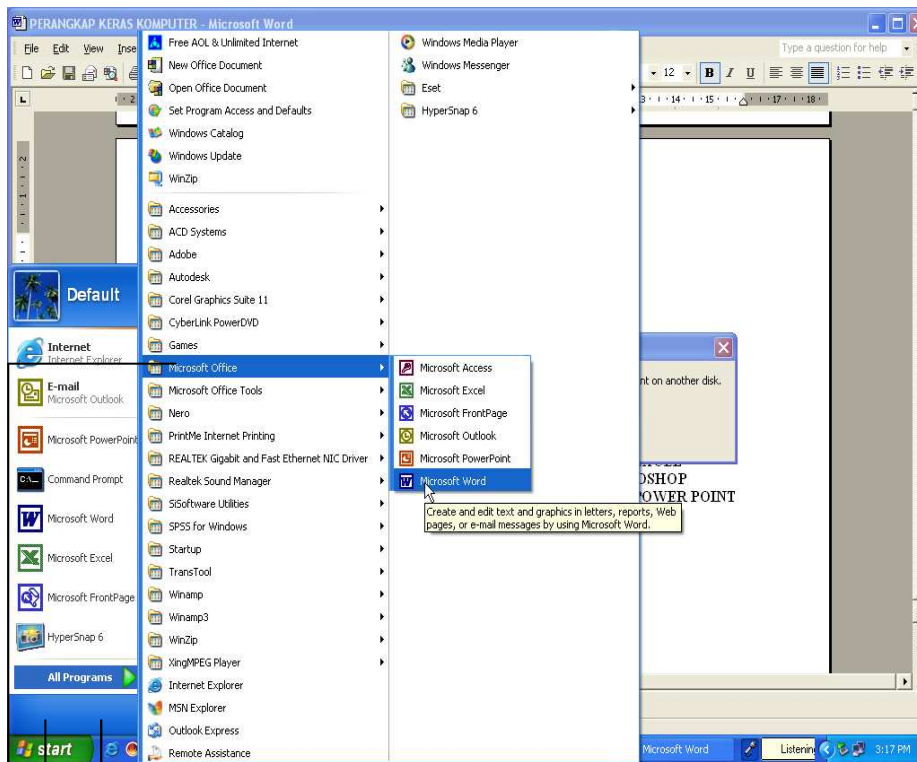 PERANGKAP KERAS KOMPUTER - Microsoft Word
File Edit View Inse
Type a question for help
12 B I U
14 15 17 18
Free AOL & Unlimited Internet
New Office Document
Open Office Document
Set Program Access and Defaults
Windows Catalog
Windows Update
WinZip
Accessories
ACD Systems
Adobe
Autodesk
Corel Graphics Suite 11
CyberLink PowerDVD
Games
Microsoft Office
Microsoft Office Tools
Nero
PrintMe Internet Printing
REALTEK Gigabit and Fast Ethernet NIC Driver
Realtek Sound Manager
SiSoftware Utilities
SPSS for Windows
Startup
TransTool
Winamp
Winamp3
WinZip
XingMPEG Player
Internet Explorer
MSN Explorer
Outlook Express
Remote Assistance
Windows Media Player
Windows Messenger
Eset
HyperSnap 6
Microsoft Access
Microsoft Excel
Microsoft FrontPage
Microsoft Outlook
Microsoft PowerPoint
Microsoft Word
Create and edit text and graphics in letters, reports, Web
pages, or e-mail messages by using Microsoft Word.
nt on another disk.
OSHOP
POWER POINT
Default
Internet
Internet Explorer
E-mail
Microsoft Outlook
Microsoft PowerPoint
Command Prompt
Microsoft Word
Microsoft Excel
Microsoft FrontPage
HyperSnap 6
All Programs
start
Microsoft Word
Listening
3:17 PM